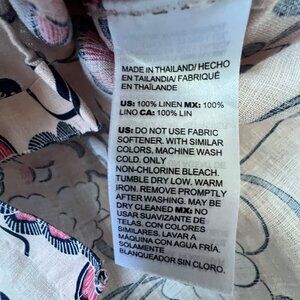 MADE IN THAILAND/ HECHO
EN TAILANDIA/ FABRIQUÉ
EN THAÏLANDE
US: 100% LINEN MX: 100%
LINO CA: 100% LIN
US: DO NOT USE FABRIC
SOFTENER. WITH SIMILAR
COLORS. MACHINE WASH
COLD. ONLY
NON-CHLORINE BLEACH.
TUMBLE DRY LOW. WARM
IRON. REMOVE PROMPTLY
AFTER WASHING. MAY BE
DRY CLEANED MX: NO
USAR SUAVIZANTE DE
TELAS. CON COLORES
SIMILARES. LAVAR A
MÁQUINA CON AGUA FRÍA.
SOLAMENTE
BLANQUEADOR SIN CLORO.